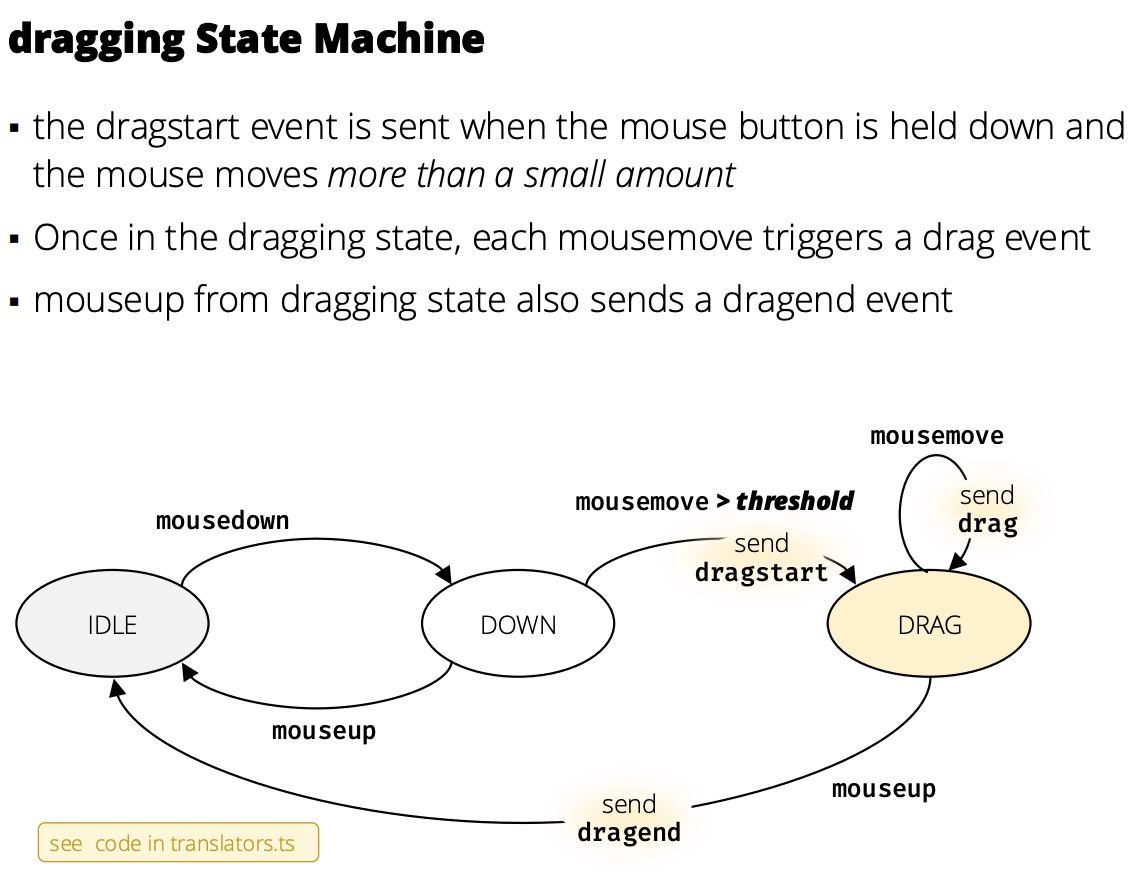 dragging State Machine
▪ the dragstart event is sent when the mouse button is held down and
the mouse moves more than a small amount
▪ Once in the dragging state, each mousemove triggers a drag event
▪ mouseup from dragging state also sends a dragend event
mousemove
send
drag
mousemove > threshold
send
dragstart
mousedown
IDLE
DOWN
DRAG
mouseup
mouseup
send
dragend
see code in translators.ts